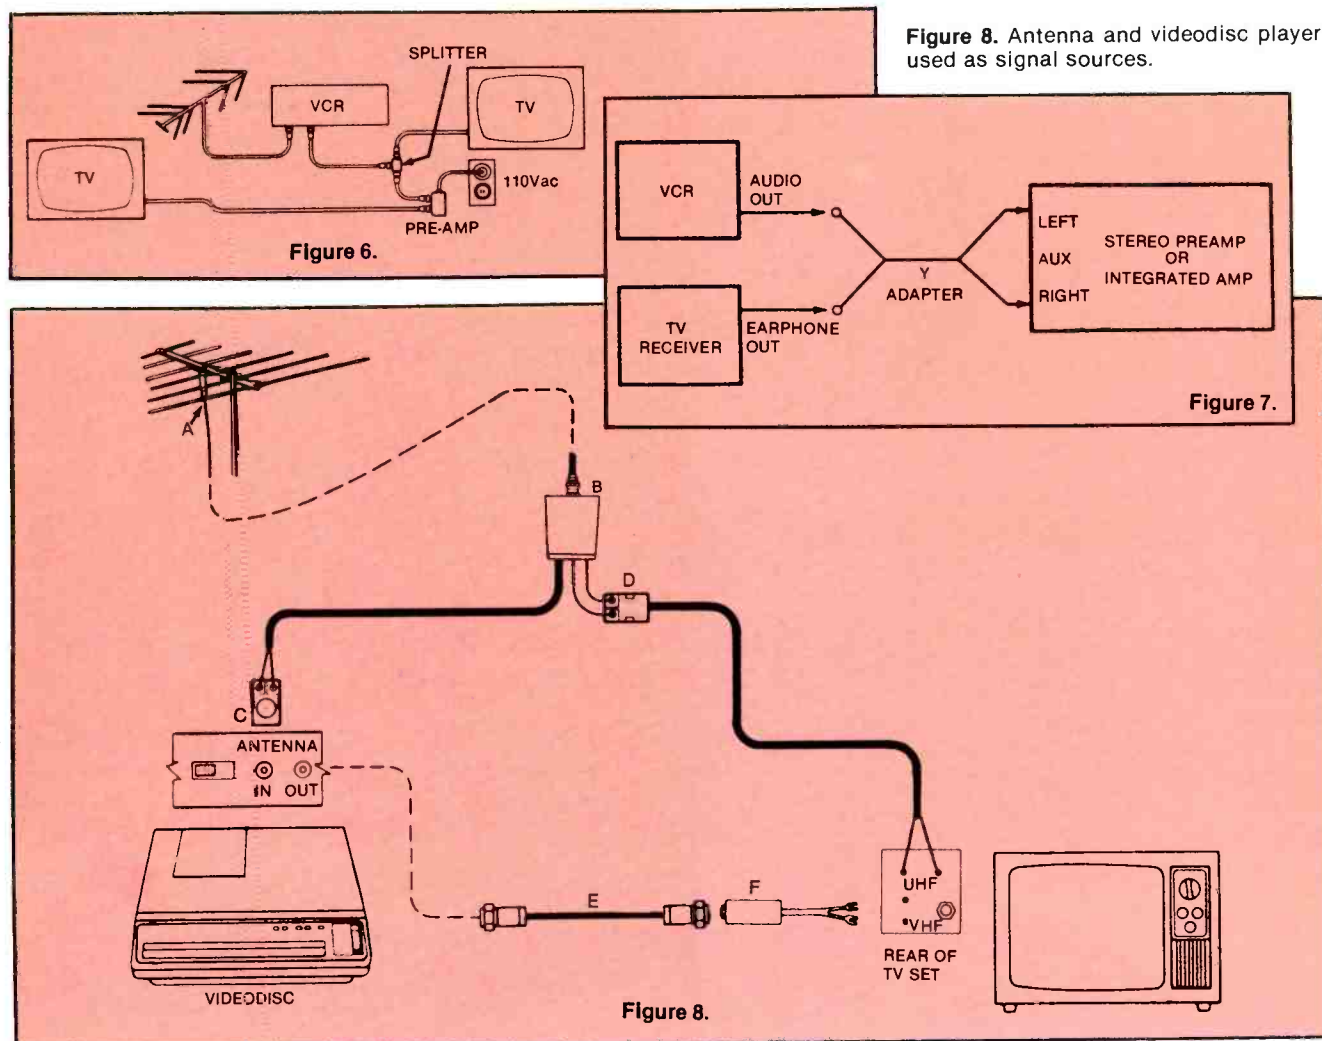 Figure 8. Antenna and videodisc player
used as signal sources.
SPLITTER
VCR
TV
TV
110Vac
PRE-AMP
Figure 6.
VCR
AUDIO
OUT
TV
RECEIVER
EARPHONE
OUT
Y
ADAPTER
LEFT
AUX
RIGHT
STEREO PREAMP
OR
INTEGRATED AMP
Figure 7.
A
B
D
C
ANTENNA
IN OUT
VIDEODISC
E
F
UHF
VHF
REAR OF
TV SET
Figure 8.